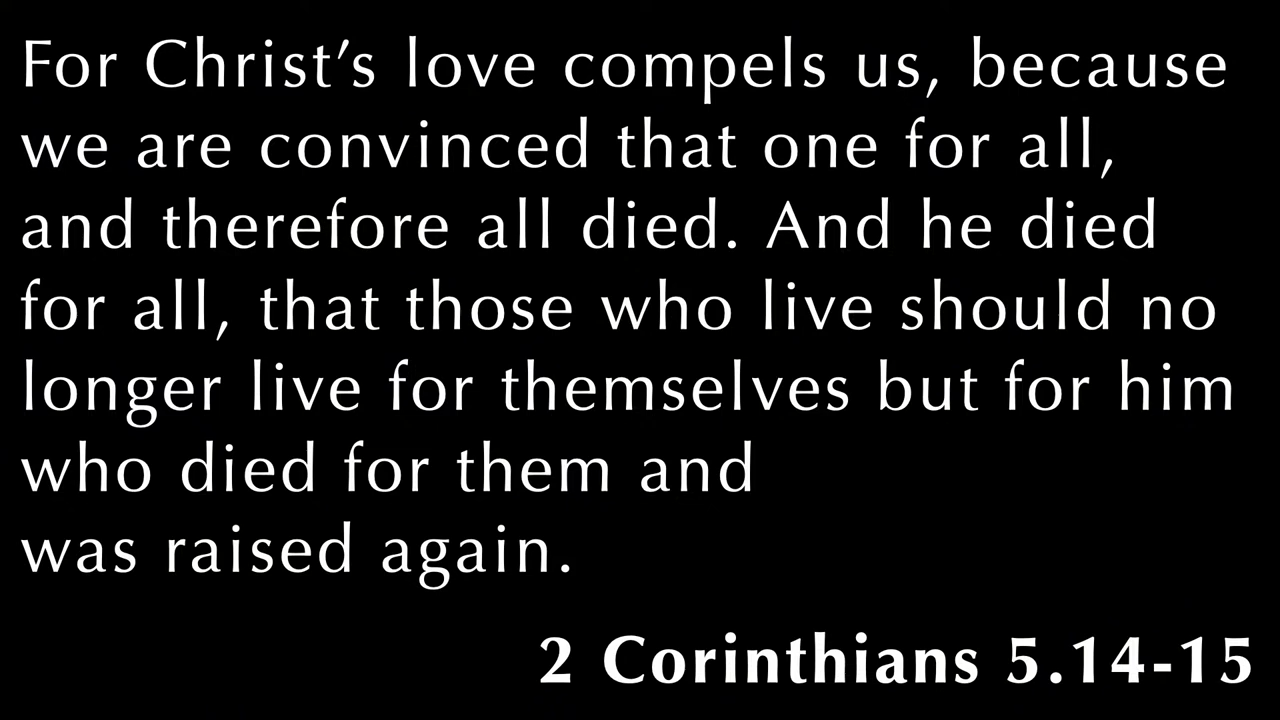 For Christ’s love compels us, because
we are convinced that one for all,
and therefore all died. And he died
for all, that those who live should no
longer live for themselves but for him
who died for them and
was raised again.
2 Corinthians 5.14-15